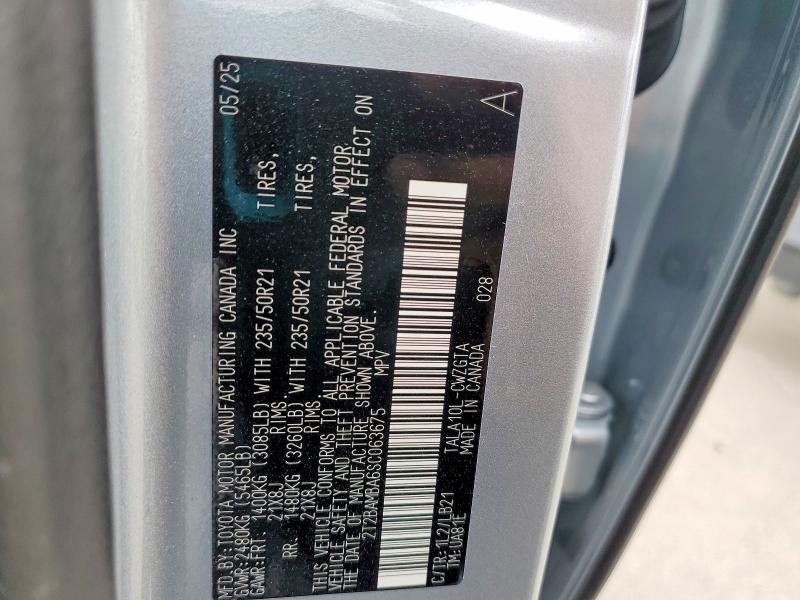 MFD.BY:TOYOTA MOTOR MANUFACTURING CANADA INC 05/25
GVWR:2480KG (5465LB)
GAWR:FRT: 1400KG (3085LB) WITH 235/50R21 TIRES,
21X8J RIMS
RR: 1480KG (3260LB) WITH 235/50R21 TIRES,
21X8J RIMS
THIS VEHICLE CONFORMS TO ALL APPLICABLE FEDERAL MOTOR
VEHICLE SAFETY AND THEFT PREVENTION STANDARDS IN EFFECT ON
THE DATE OF MANUFACTURE SHOWN ABOVE.
2T2BAMBA6SC063675 MPV
C/TR:1L2/LB21 TALA10L-CWZGTA 028
TM:UA81E MADE IN CANADA
A